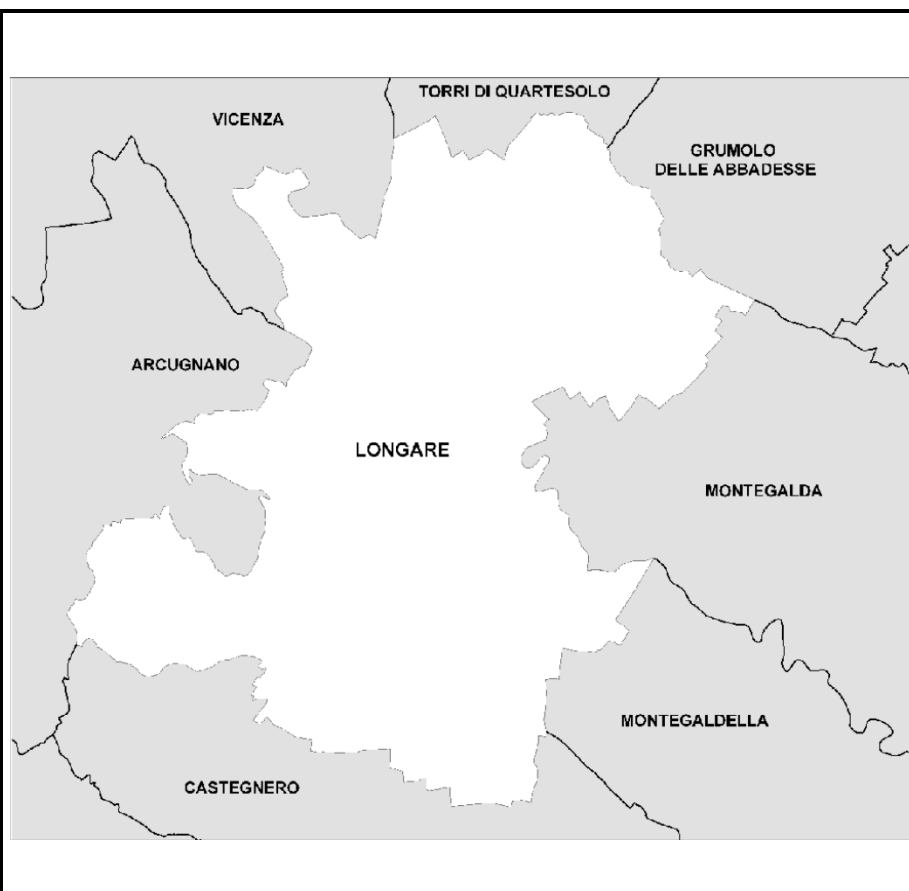 TORRI DI QUARTESOLO
VICENZA
GRUMOLO
DELLE ABBADESSE
ARCUGNANO
LONGARE
MONTEGALDA
MONTEGALDELLA
CASTEGNERO